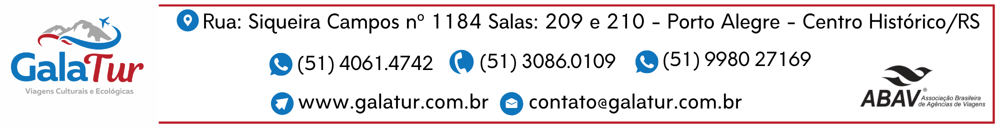 GalaTur
Viagens Culturais e Ecológicas
Rua: Siqueira Campos nº 1184 Salas: 209 e 210 - Porto Alegre - Centro Histórico/RS
(51) 4061.4742 (51) 3086.0109 (51) 9980 27169
www.galatur.com.br contato@galatur.com.br
ABAV® Associação Brasileira
de Agências de Viagens